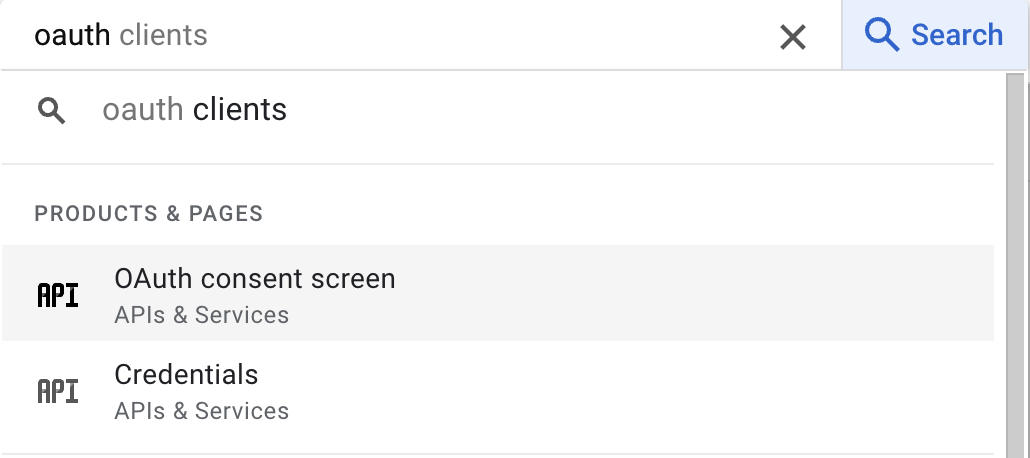 oauth clients
Search
oauth clients
PRODUCTS & PAGES
API
OAuth consent screen
APIs & Services
API
Credentials
APIs & Services